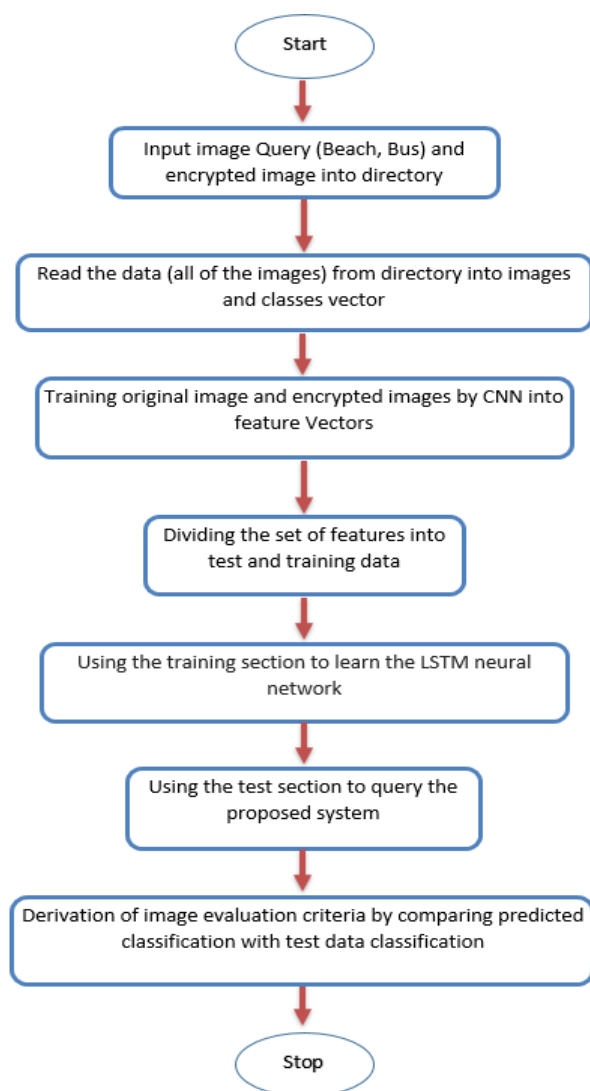 Start
Input image Query (Beach, Bus) and
encrypted image into directory
Read the data (all of the images) from directory into images
and classes vector
Training original image and encrypted images by CNN into
feature Vectors
Dividing the set of features into
test and training data
Using the training section to learn the LSTM neural
network
Using the test section to query the
proposed system
Derivation of image evaluation criteria by comparing predicted
classification with test data classification
Stop